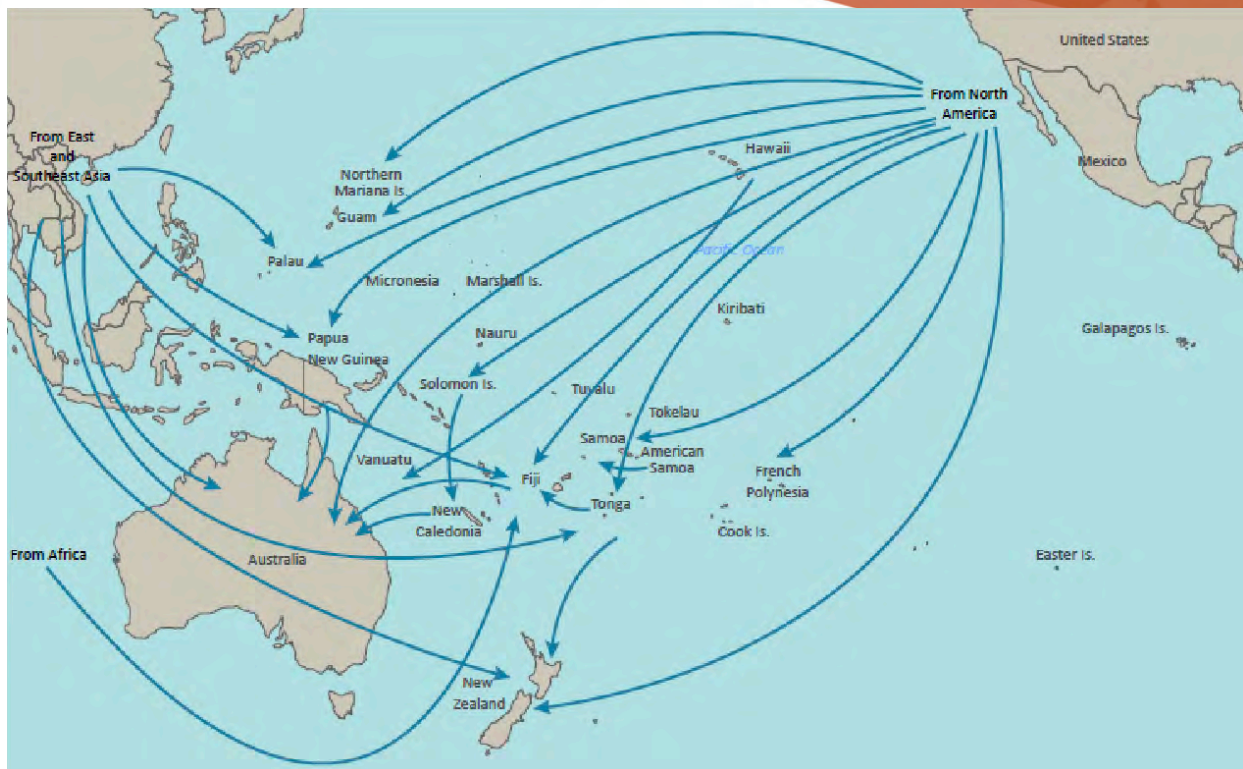 United States
From North
America
From East
and
Southeast Asia
Hawaii
Mexico
Northern
Mariana Is.
Guam
Pacific Ocean
Palau
Micronesia
Marshall Is.
Kiribati
Galapagos Is.
Papua
New Guinea
Nauru
Solomon Is.
Tuvalu
Tokelau
Samoa
American
Samoa
Vanuatu
Fiji
French
Polynesia
Tonga
New
Caledonia
Cook Is.
From Africa
Australia
Easter Is.
New
Zealand